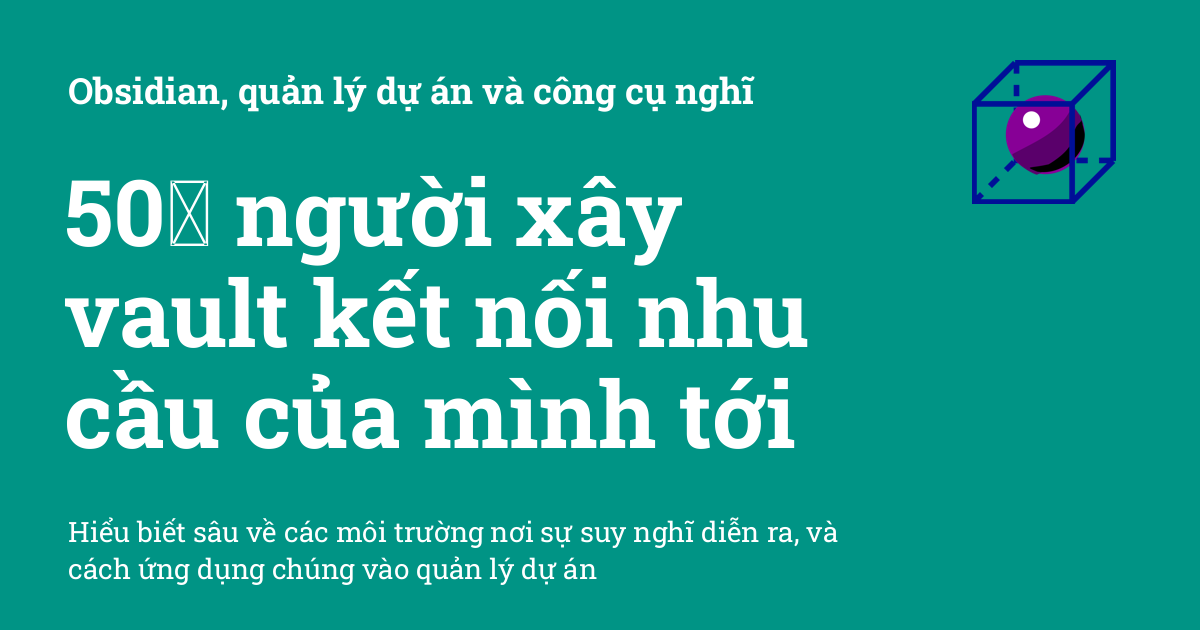 Obsidian, quản lý dự án và công cụ nghĩ
50 người xây
vault kết nối nhu
cầu của mình tới
Hiểu biết sâu về các môi trường nơi sự suy nghĩ diễn ra, và
cách ứng dụng chúng vào quản lý dự án